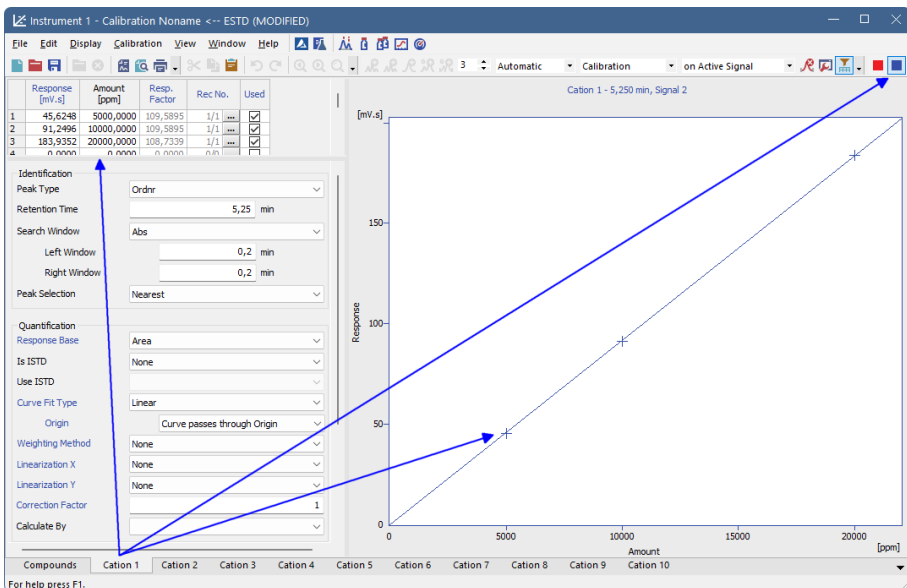 Instrument 1 - Calibration Noname <-- ESTD (MODIFIED)
File Edit Display Calibration View Window Help
3 Automatic Calibration on Active Signal
Response [mV.s] Amount [ppm] Resp. Factor Rec No. Used
1 45,6248 5000,0000 109,5895 1/1 ...
2 91,2496 10000,0000 109,5895 1/1 ...
3 183,9352 20000,0000 108,7339 1/1 ...
4 0,0000 0,0000 0,0000 0/0
Identification
Peak Type Ordnr
Retention Time 5,25 min
Search Window Abs
Left Window 0,2 min
Right Window 0,2 min
Peak Selection Nearest
Quantification
Response Base Area
Is ISTD None
Use ISTD
Curve Fit Type Linear
Origin Curve passes through Origin
Weighting Method None
Linearization X None
Linearization Y None
Correction Factor 1
Calculate By
Cation 1 - 5,250 min, Signal 2
[mV.s]
150
100
Response
50
0
0 5000 10000 15000 20000
Amount [ppm]
Compounds Cation 1 Cation 2 Cation 3 Cation 4 Cation 5 Cation 6 Cation 7 Cation 8 Cation 9 Cation 10
For help press F1.